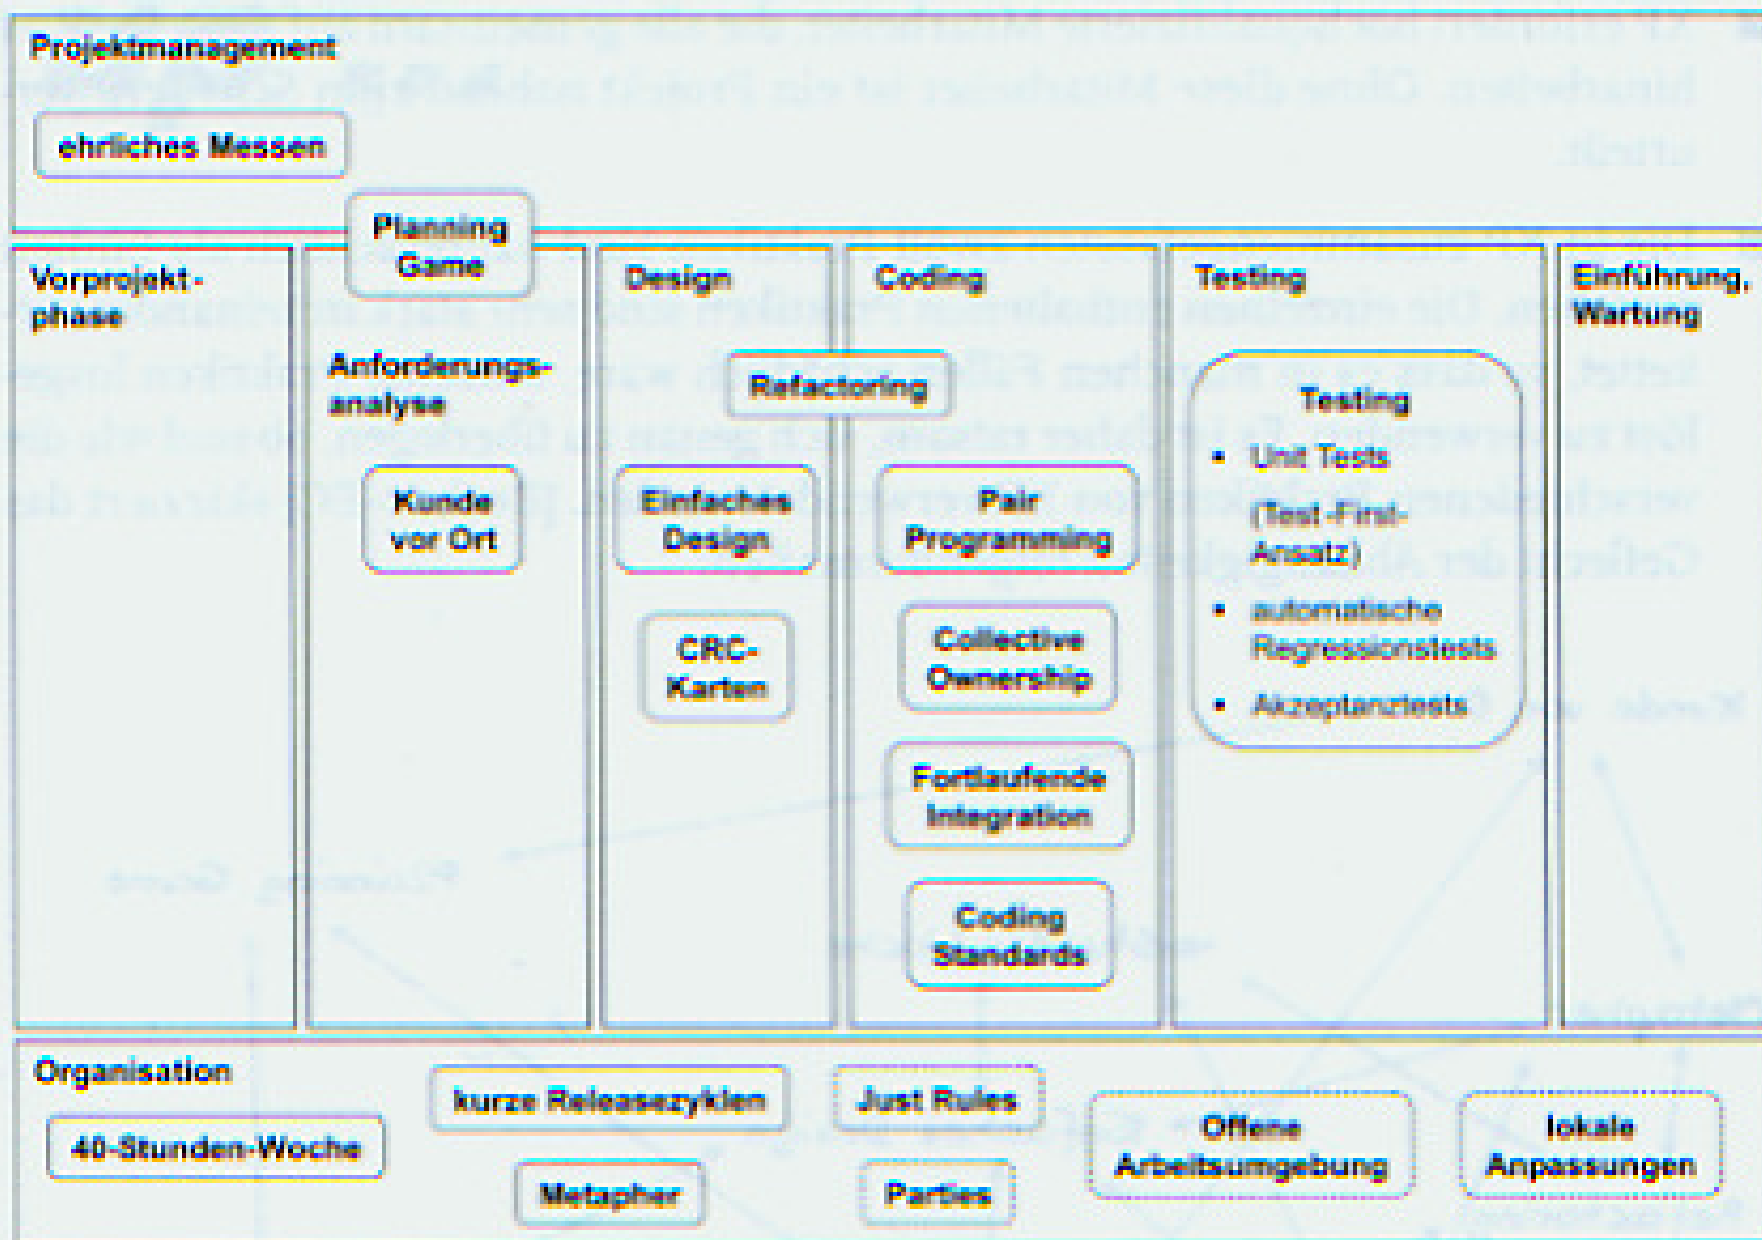 Projektmanagement
ehrliches Messen
Planning
Game
Vorprojekt-
phase
Anforderungs-
analyse
Kunde
vor Ort
Design
Refactoring
Einfaches
Design
CRC-
Karten
Coding
Pair
Programming
Collective
Ownership
Fortlaufende
Integration
Coding
Standards
Testing
Testing
• Unit Tests
(Test-First-
Ansatz)
• automatische
Regressionstests
• Akzeptanztests
Einführung,
Wartung
Organisation
40-Stunden-Woche
kurze Releasezyklen
Metapher
Just Rules
Parties
Offene
Arbeitsumgebung
lokale
Anpassungen